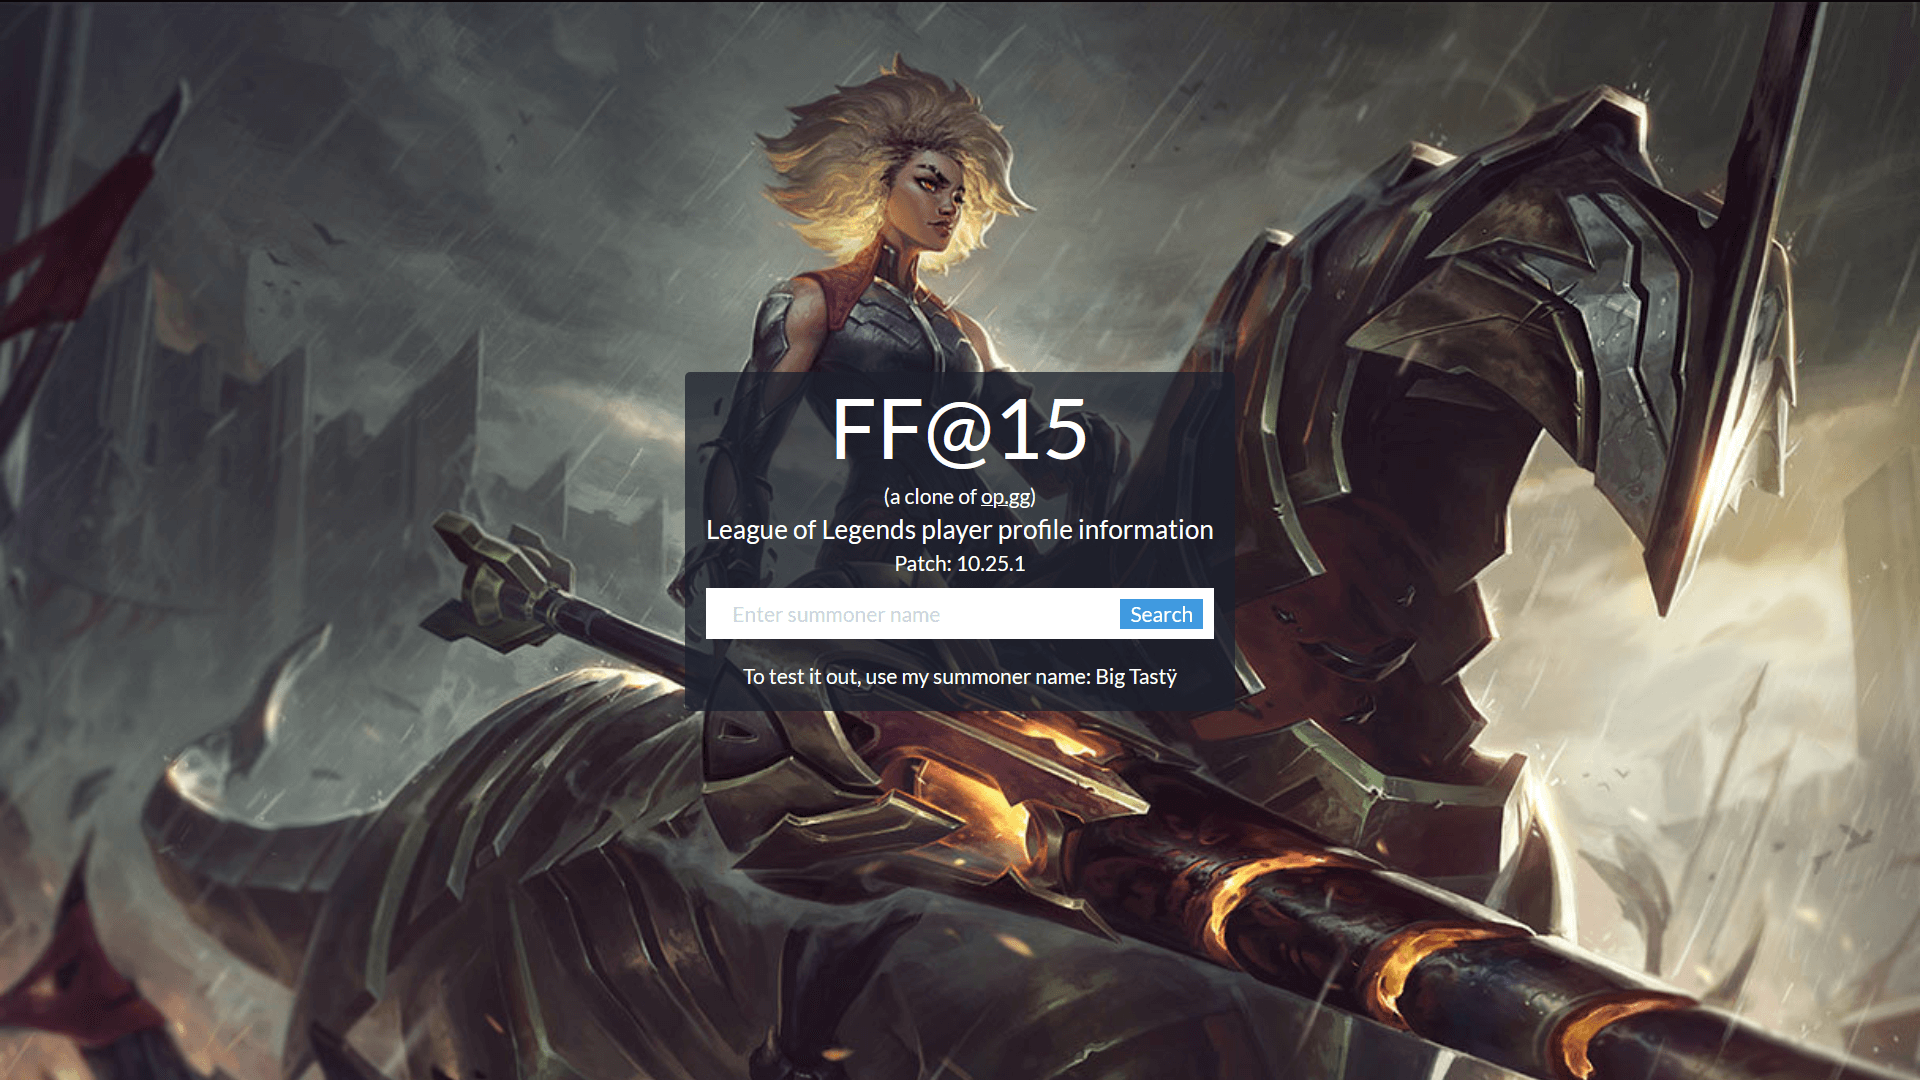 FF@15
(a clone of op.gg)
League of Legends player profile information
Patch: 10.25.1
Enter summoner name Search
To test it out, use my summoner name: Big Tastÿ